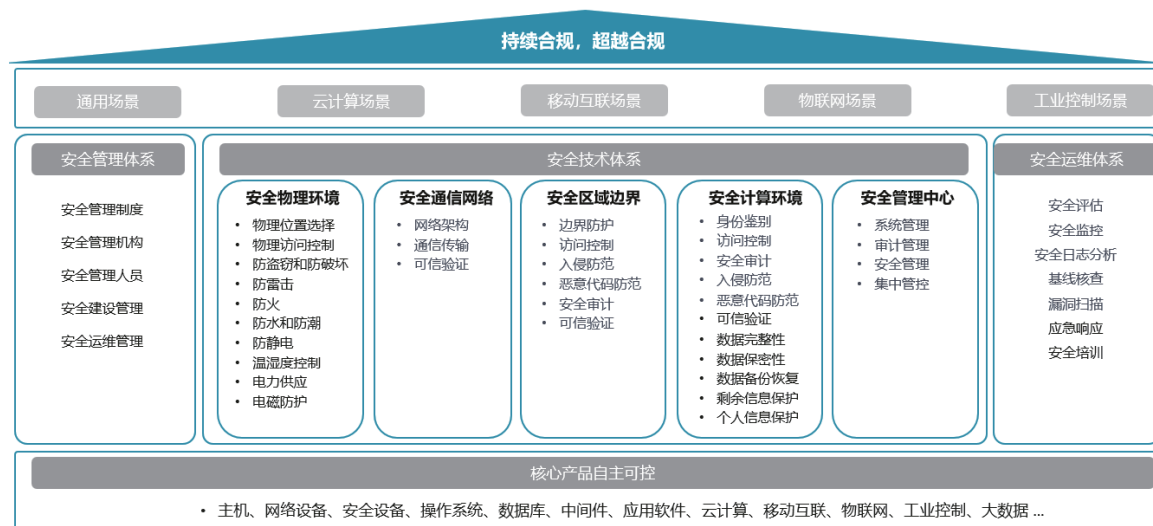 持续合规，超越合规
通用场景
云计算场景
移动互联场景
物联网场景
工业控制场景
安全管理体系
安全管理制度
安全管理机构
安全管理人员
安全建设管理
安全运维管理
安全技术体系
安全物理环境
• 物理位置选择
• 物理访问控制
• 防盗窃和防破坏
• 防雷击
• 防火
• 防水和防潮
• 防静电
• 温湿度控制
• 电力供应
• 电磁防护
安全通信网络
• 网络架构
• 通信传输
• 可信验证
安全区域边界
• 边界防护
• 访问控制
• 入侵防范
• 恶意代码防范
• 安全审计
• 可信验证
安全计算环境
• 身份鉴别
• 访问控制
• 安全审计
• 入侵防范
• 恶意代码防范
• 可信验证
• 数据完整性
• 数据保密性
• 数据备份恢复
• 剩余信息保护
• 个人信息保护
安全管理中心
• 系统管理
• 审计管理
• 安全管理
• 集中管控
安全运维体系
安全评估
安全监控
安全日志分析
基线核查
漏洞扫描
应急响应
安全培训
核心产品自主可控
• 主机、网络设备、安全设备、操作系统、数据库、中间件、应用软件、云计算、移动互联、物联网、工业控制、大数据 ...